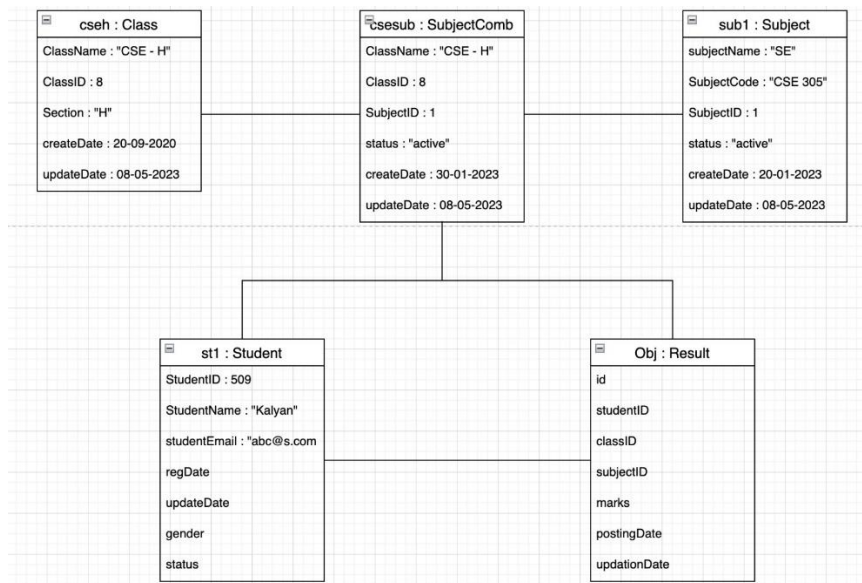 cseh : Class
ClassName : "CSE - H"
ClassID : 8
Section : "H"
createDate : 20-09-2020
updateDate : 08-05-2023
csesub : SubjectComb
ClassName : "CSE - H"
ClassID : 8
SubjectID : 1
status : "active"
createDate : 30-01-2023
updateDate : 08-05-2023
sub1 : Subject
subjectName : "SE"
SubjectCode : "CSE 305"
SubjectID : 1
status : "active"
createDate : 20-01-2023
updateDate : 08-05-2023
st1 : Student
StudentID : 509
StudentName : "Kalyan"
studentEmail : "abc@s.com
regDate
updateDate
gender
status
Obj : Result
id
studentID
classID
subjectID
marks
postingDate
updationDate